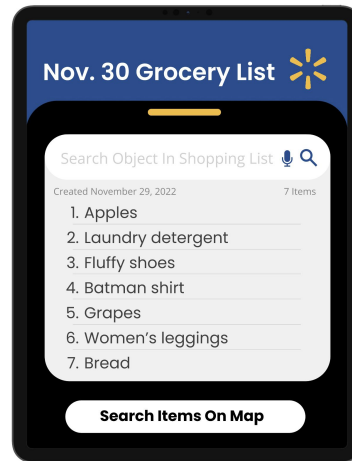 Nov. 30 Grocery List
Search Object In Shopping List
Created November 29, 2022 7 Items
1. Apples
2. Laundry detergent
3. Fluffy shoes
4. Batman shirt
5. Grapes
6. Women’s leggings
7. Bread
Search Items On Map